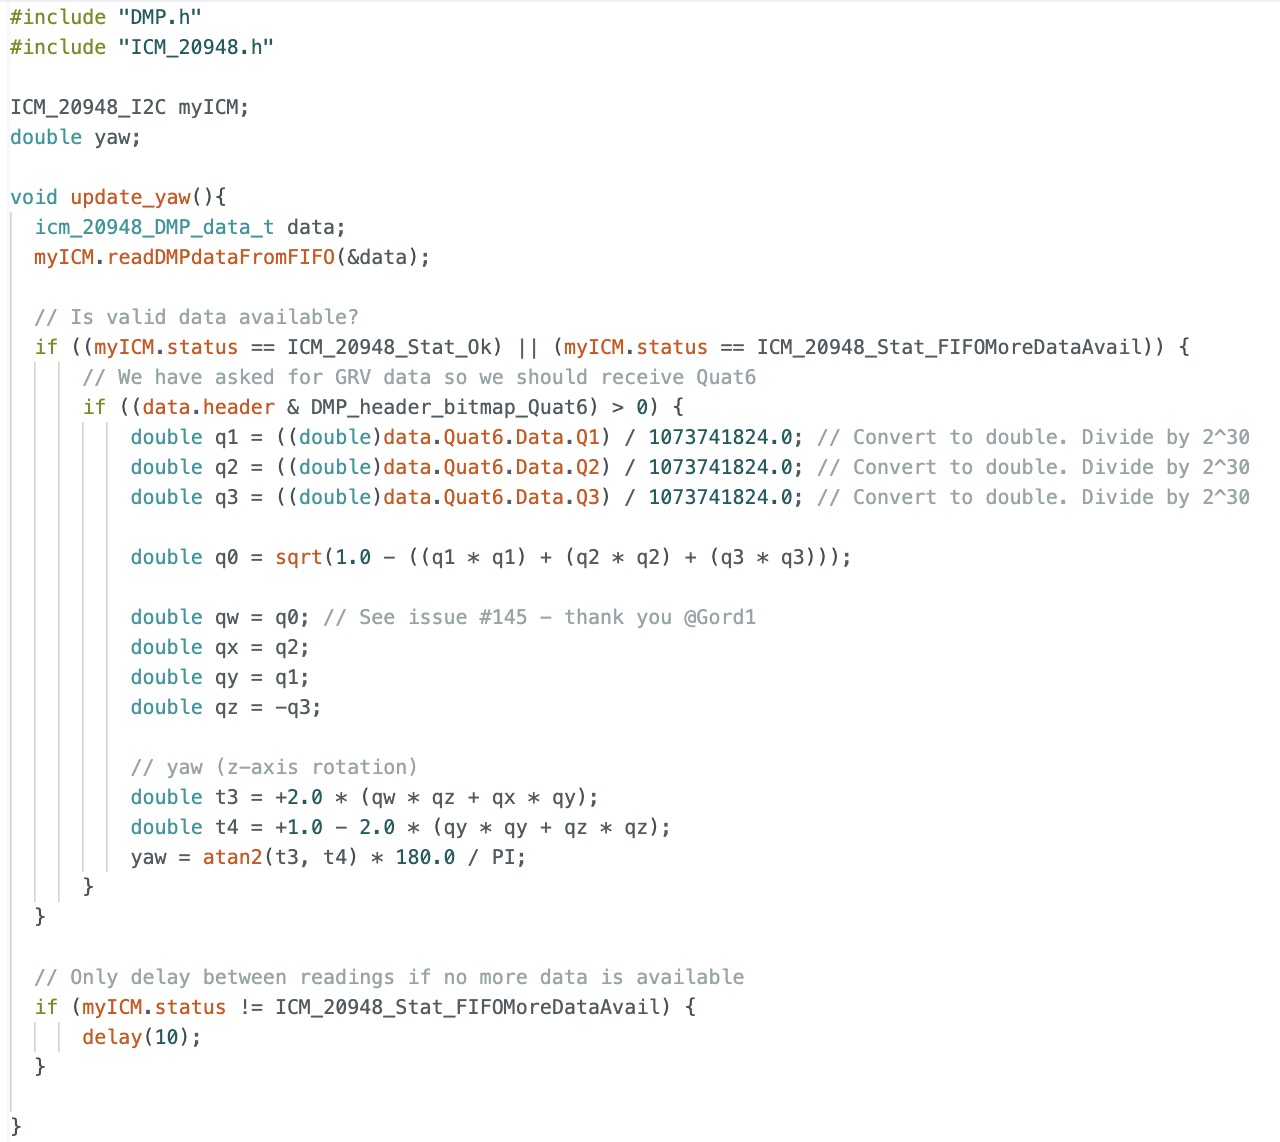 #include "DMP.h"
#include "ICM_20948.h"
ICM_20948_I2C myICM;
double yaw;
void update_yaw(){
icm_20948_DMP_data_t data;
myICM.readDMPdataFromFIFO(&data);
// Is valid data available?
if ((myICM.status == ICM_20948_Stat_Ok) || (myICM.status == ICM_20948_Stat_FIFOMoreDataAvail)) {
// We have asked for GRV data so we should receive Quat6
if ((data.header & DMP_header_bitmap_Quat6) > 0) {
double q1 = ((double)data.Quat6.Data.Q1) / 1073741824.0; // Convert to double. Divide by 2^30
double q2 = ((double)data.Quat6.Data.Q2) / 1073741824.0; // Convert to double. Divide by 2^30
double q3 = ((double)data.Quat6.Data.Q3) / 1073741824.0; // Convert to double. Divide by 2^30
double q0 = sqrt(1.0 - ((q1 * q1) + (q2 * q2) + (q3 * q3)));
double qw = q0; // See issue #145 - thank you @Gord1
double qx = q2;
double qy = q1;
double qz = -q3;
// yaw (z-axis rotation)
double t3 = +2.0 * (qw * qz + qx * qy);
double t4 = +1.0 - 2.0 * (qy * qy + qz * qz);
yaw = atan2(t3, t4) * 180.0 / PI;
}
}
// Only delay between readings if no more data is available
if (myICM.status != ICM_20948_Stat_FIFOMoreDataAvail) {
delay(10);
}
}